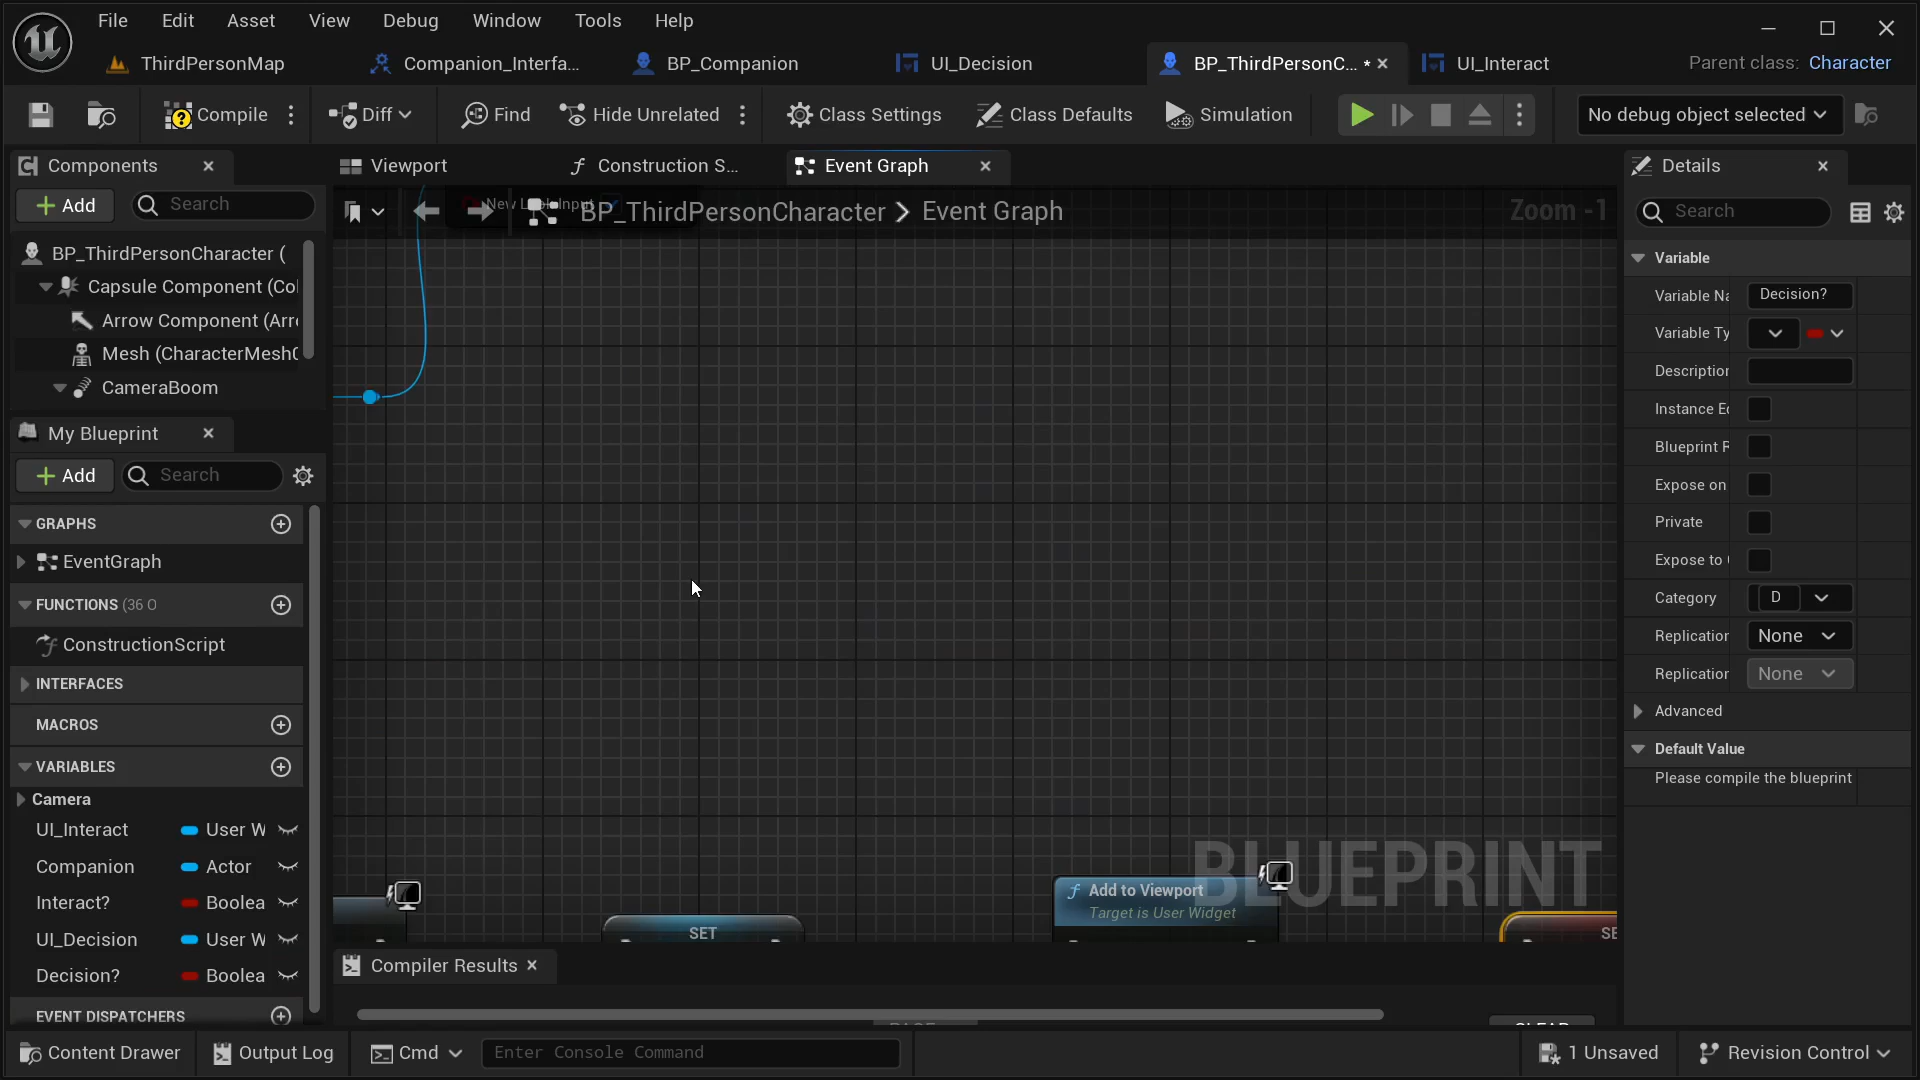 File Edit Asset View Debug Window Tools Help
ThirdPersonMap Companion_Interfa... BP_Companion UI_Decision BP_ThirdPersonC... • UI_Interact Parent class: Character
Compile Diff Find Hide Unrelated Class Settings Class Defaults Simulation No debug object selected
Components Viewport Construction S... Event Graph Details
Add Search BP_ThirdPersonCharacter > Event Graph Zoom -1 Search
BP_ThirdPersonCharacter (
Capsule Component (Col
Arrow Component (Arro
Mesh (CharacterMesh0
CameraBoom
My Blueprint
Add Search
GRAPHS
EventGraph
FUNCTIONS (36 O
ConstructionScript
INTERFACES
MACROS
VARIABLES
Camera
UI_Interact User W
Companion Actor
Interact? Boolea
UI_Decision User W
Decision? Boolea
EVENT DISPATCHERS
SET
Add to Viewport
Target is User Widget
SE
BLUEPRINT
Compiler Results
Variable
Variable Na Decision?
Variable Ty
Description
Instance Ed
Blueprint R
Expose on
Private
Expose to
Category D
Replication None
Replication None
Advanced
Default Value
Please compile the blueprint
Content Drawer Output Log Cmd Enter Console Command 1 Unsaved Revision Control